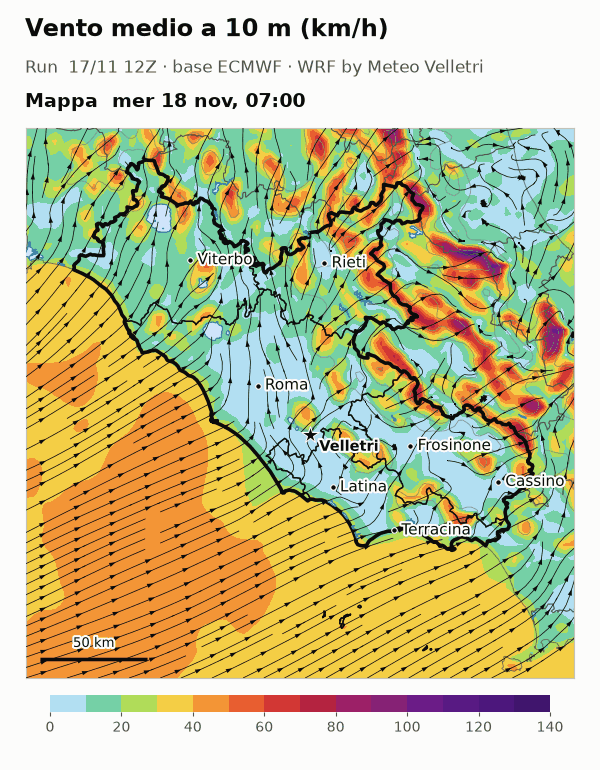 Vento medio a 10 m (km/h)
Run  17/11 12Z · base ECMWF · WRF by Meteo Velletri
Mappa  mer 18 nov, 07:00
Viterbo
Rieti
Roma
Velletri
Frosinone
Cassino
Latina
Terracina
50 km
0 20 40 60 80 100 120 140